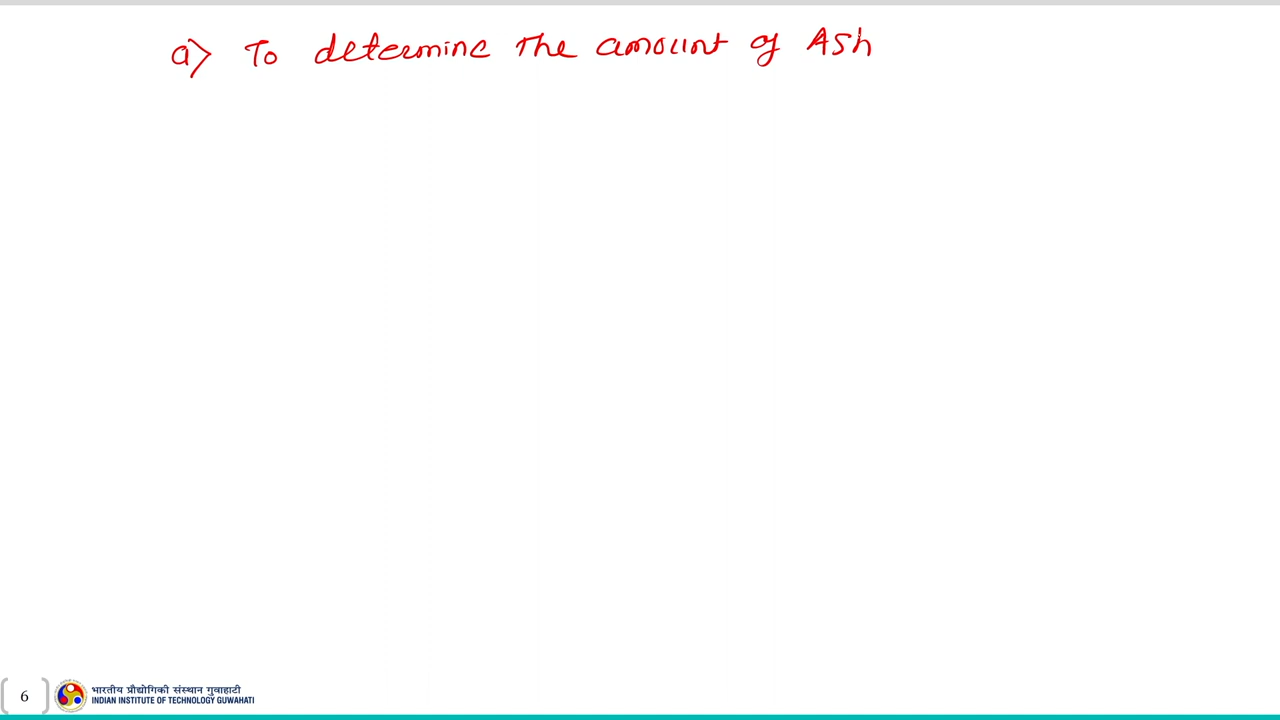 a) To determine the amount of ASh
6
भारतीय प्रौद्योगिकी संस्थान गुवाहाटी
INDIAN INSTITUTE OF TECHNOLOGY GUWAHATI